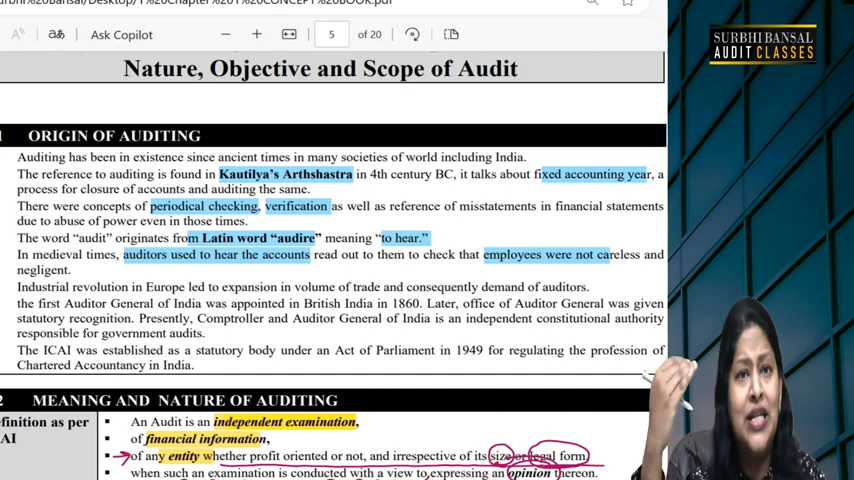 Desktop/
CONCEPT BOOK.pdf
Ask Copilot
5
of 20
SURBHI BANSAL
AUDIT CLASSES
Nature, Objective and Scope of Audit
1 ORIGIN OF AUDITING
Auditing has been in existence since ancient times in many societies of world including India.
The reference to auditing is found in Kautilya's Arthshastra in 4th century BC, it talks about fixed accounting year, a
process for closure of accounts and auditing the same.
There were concepts of periodical checking, verification as well as reference of misstatements in financial statements
due to abuse of power even in those times.
The word "audit" originates from Latin word "audire" meaning "to hear."
In medieval times, auditors used to hear the accounts read out to them to check that employees were not careless and
negligent.
Industrial revolution in Europe led to expansion in volume of trade and consequently demand of auditors.
the first Auditor General of India was appointed in British India in 1860. Later, office of Auditor General was given
statutory recognition. Presently, Comptroller and Auditor General of India is an independent constitutional authority
responsible for government audits.
The ICAI was established as a statutory body under an Act of Parliament in 1949 for regulating the profession of
Chartered Accountancy in India.
2 MEANING AND NATURE OF AUDITING
efinition as per
AI
▪ An Audit is an independent examination,
▪ of financial information,
▪ of any entity whether profit oriented or not, and irrespective of its size or legal form,
▪ when such an examination is conducted with a view to expressing an opinion thereon.